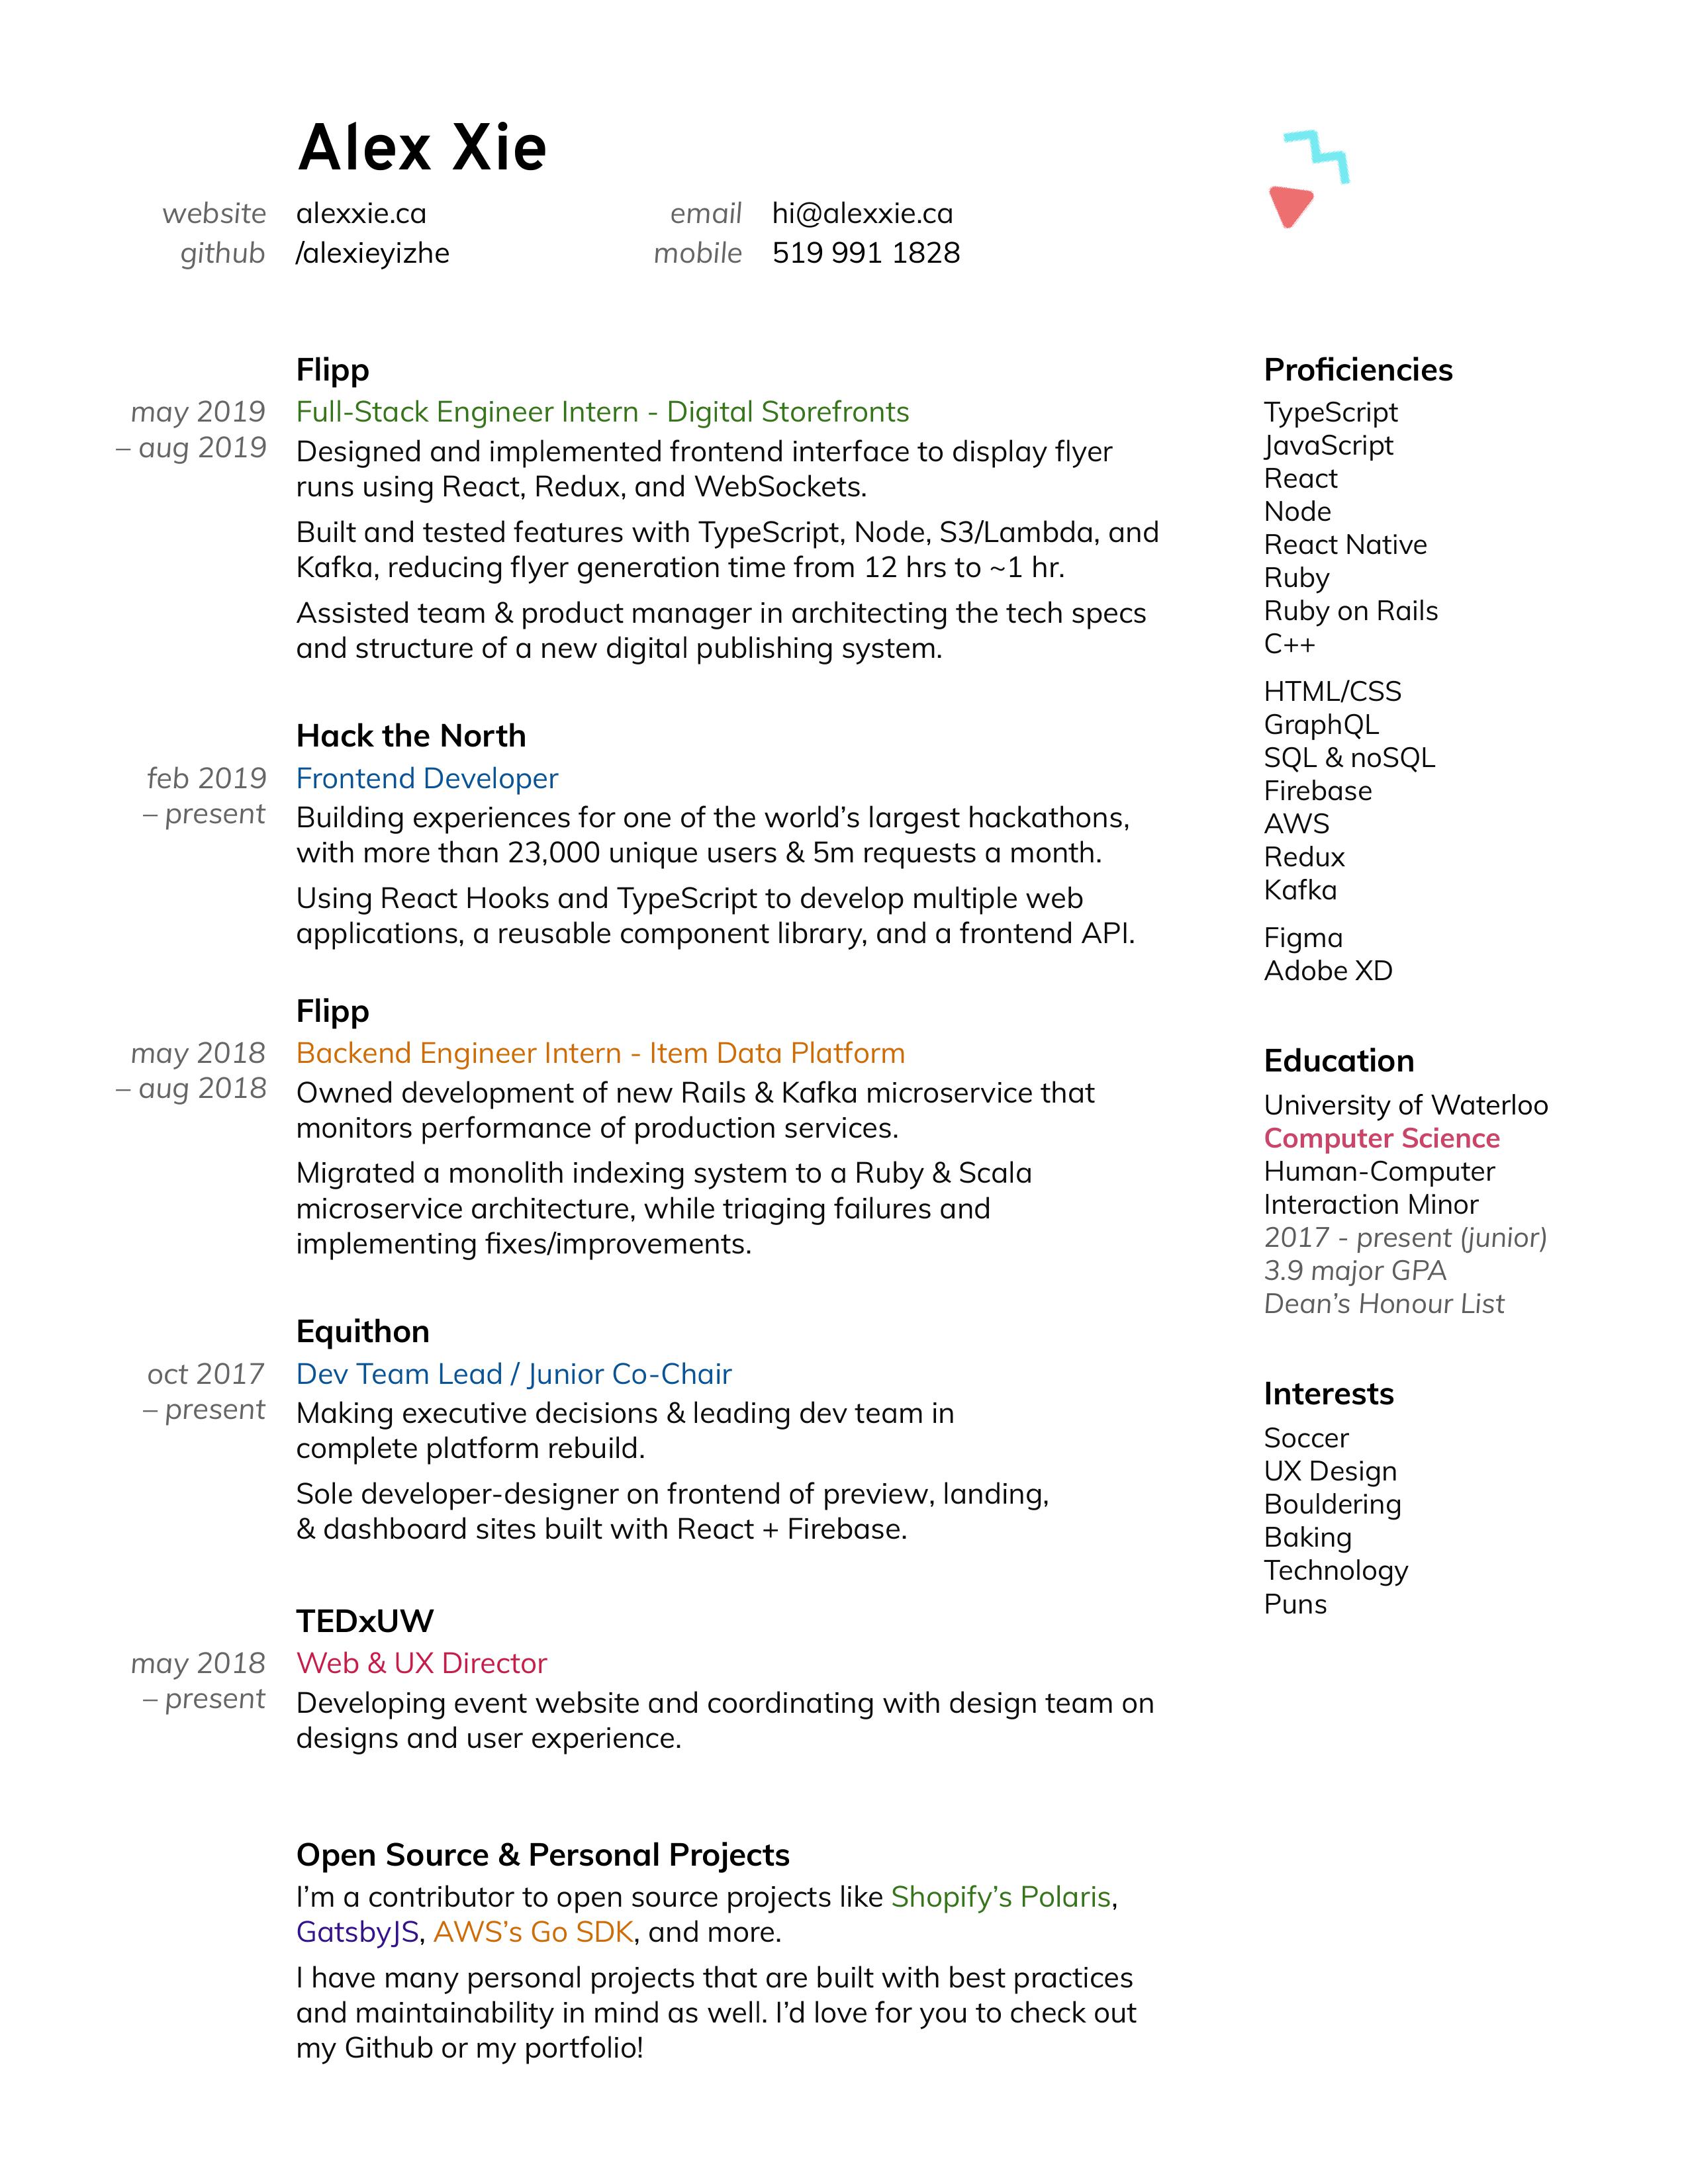 Alex Xie
website alexxie.ca email hi@alexxie.ca
github /alexieyizhe mobile 519 991 1828
Flipp
may 2019 Full-Stack Engineer Intern - Digital Storefronts
– aug 2019 Designed and implemented frontend interface to display flyer
runs using React, Redux, and WebSockets.
Built and tested features with TypeScript, Node, S3/Lambda, and
Kafka, reducing flyer generation time from 12 hrs to ~1 hr.
Assisted team & product manager in architecting the tech specs
and structure of a new digital publishing system.
Hack the North
feb 2019 Frontend Developer
– present Building experiences for one of the world’s largest hackathons,
with more than 23,000 unique users & 5m requests a month.
Using React Hooks and TypeScript to develop multiple web
applications, a reusable component library, and a frontend API.
Flipp
may 2018 Backend Engineer Intern - Item Data Platform
– aug 2018 Owned development of new Rails & Kafka microservice that
monitors performance of production services.
Migrated a monolith indexing system to a Ruby & Scala
microservice architecture, while triaging failures and
implementing fixes/improvements.
Equithon
oct 2017 Dev Team Lead / Junior Co-Chair
– present Making executive decisions & leading dev team in
complete platform rebuild.
Sole developer-designer on frontend of preview, landing,
& dashboard sites built with React + Firebase.
TEDxUW
may 2018 Web & UX Director
– present Developing event website and coordinating with design team on
designs and user experience.
Open Source & Personal Projects
I’m a contributor to open source projects like Shopify’s Polaris,
GatsbyJS, AWS’s Go SDK, and more.
I have many personal projects that are built with best practices
and maintainability in mind as well. I’d love for you to check out
my Github or my portfolio!
Proficiencies
TypeScript
JavaScript
React
Node
React Native
Ruby
Ruby on Rails
C++
HTML/CSS
GraphQL
SQL & noSQL
Firebase
AWS
Redux
Kafka
Figma
Adobe XD
Education
University of Waterloo
Computer Science
Human-Computer
Interaction Minor
2017 - present (junior)
3.9 major GPA
Dean’s Honour List
Interests
Soccer
UX Design
Bouldering
Baking
Technology
Puns